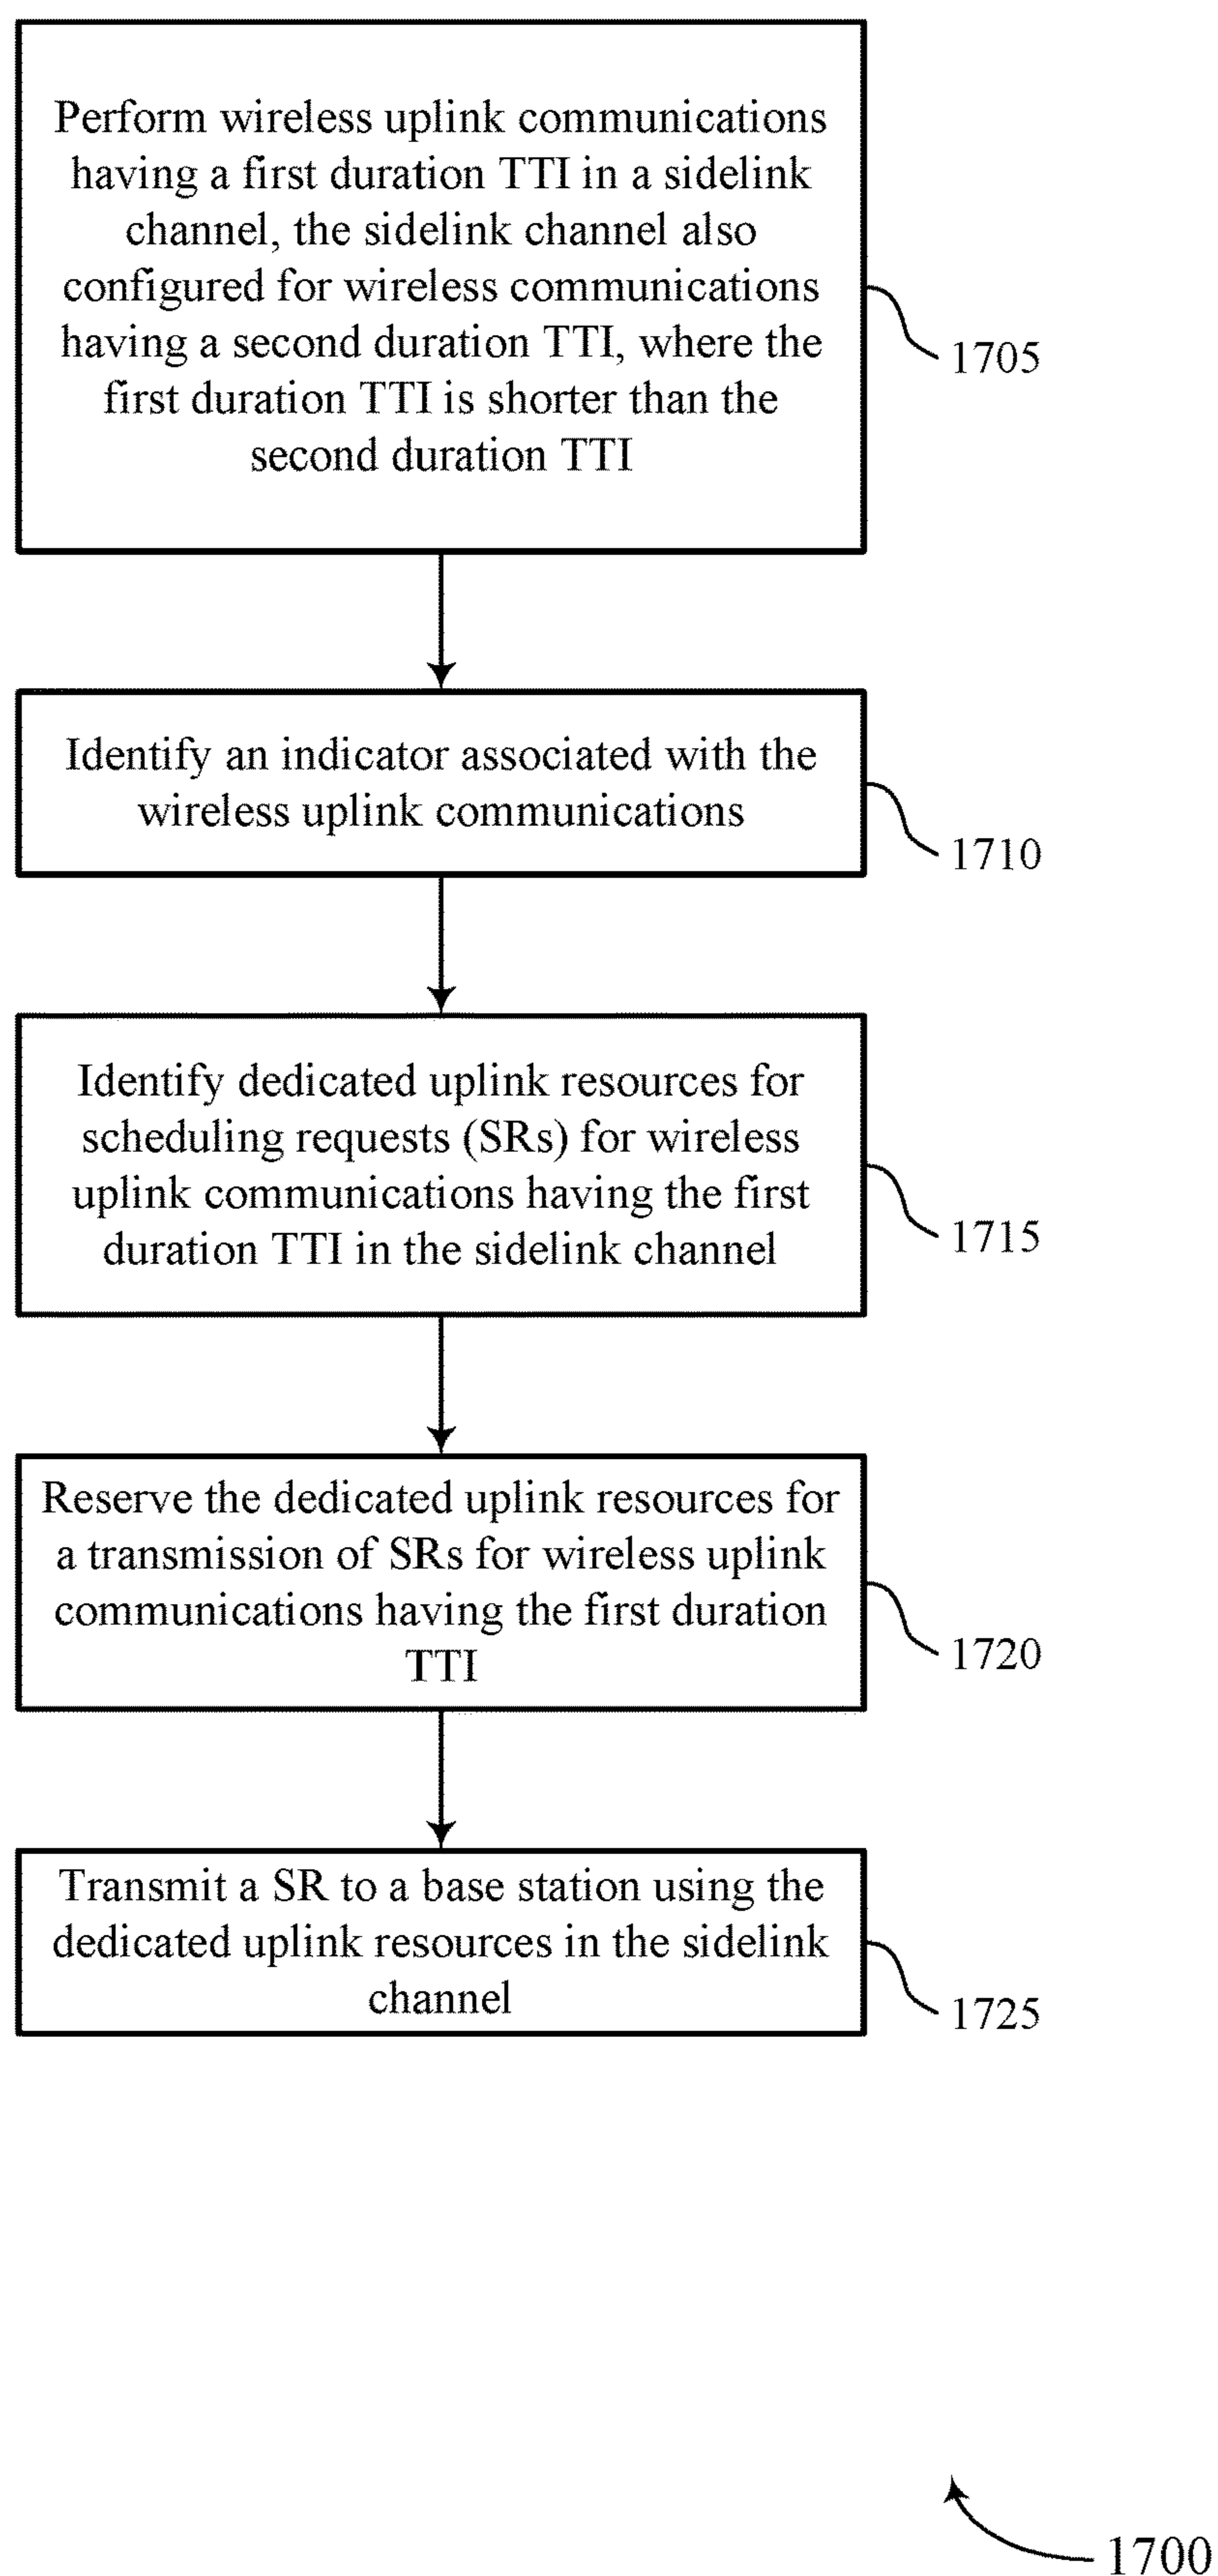 Perform wireless uplink communications
having a first duration TTI in a sidelink
channel, the sidelink channel also
configured for wireless communications
having a second duration TTI, where the
first duration TTI is shorter than the
second duration TTI
1705
Identify an indicator associated with the
wireless uplink communications
1710
Identify dedicated uplink resources for
scheduling requests (SRs) for wireless
uplink communications having the first
duration TTI in the sidelink channel
1715
Reserve the dedicated uplink resources for
a transmission of SRs for wireless uplink
communications having the first duration
TTI
1720
Transmit a SR to a base station using the
dedicated uplink resources in the sidelink
channel
1725
1700